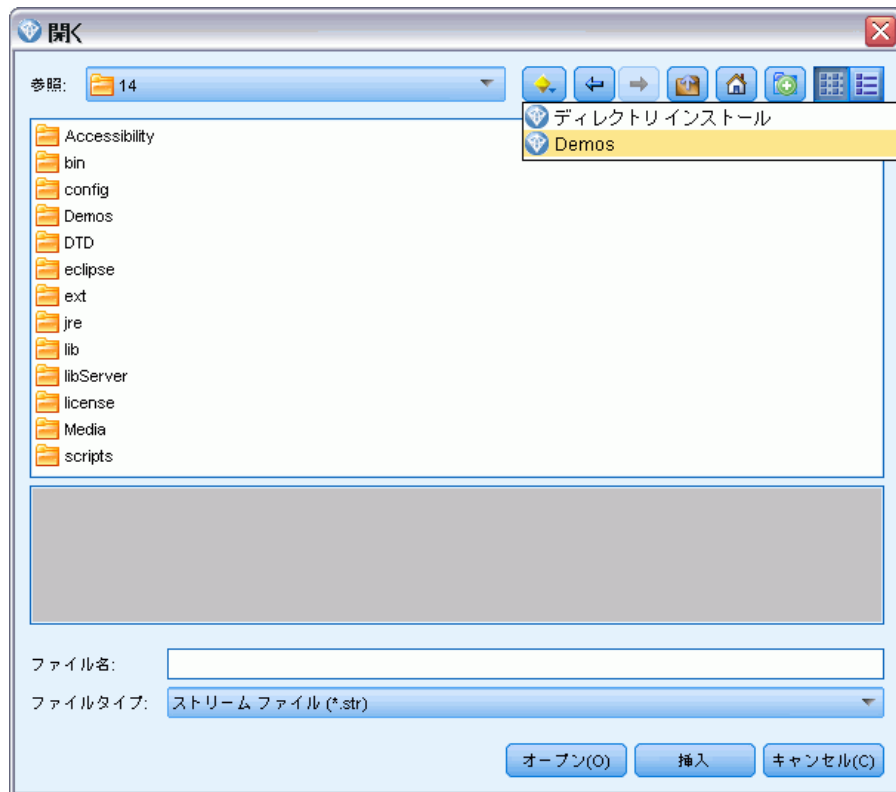 開く
参照:
14
ディレクトリ インストール
Demos
Accessibility
bin
config
Demos
DTD
eclipse
ext
jre
lib
libServer
license
Media
scripts
ファイル名:
ファイルタイプ:
ストリーム ファイル (*.str)
オープン(O)
挿入
キャンセル(C)